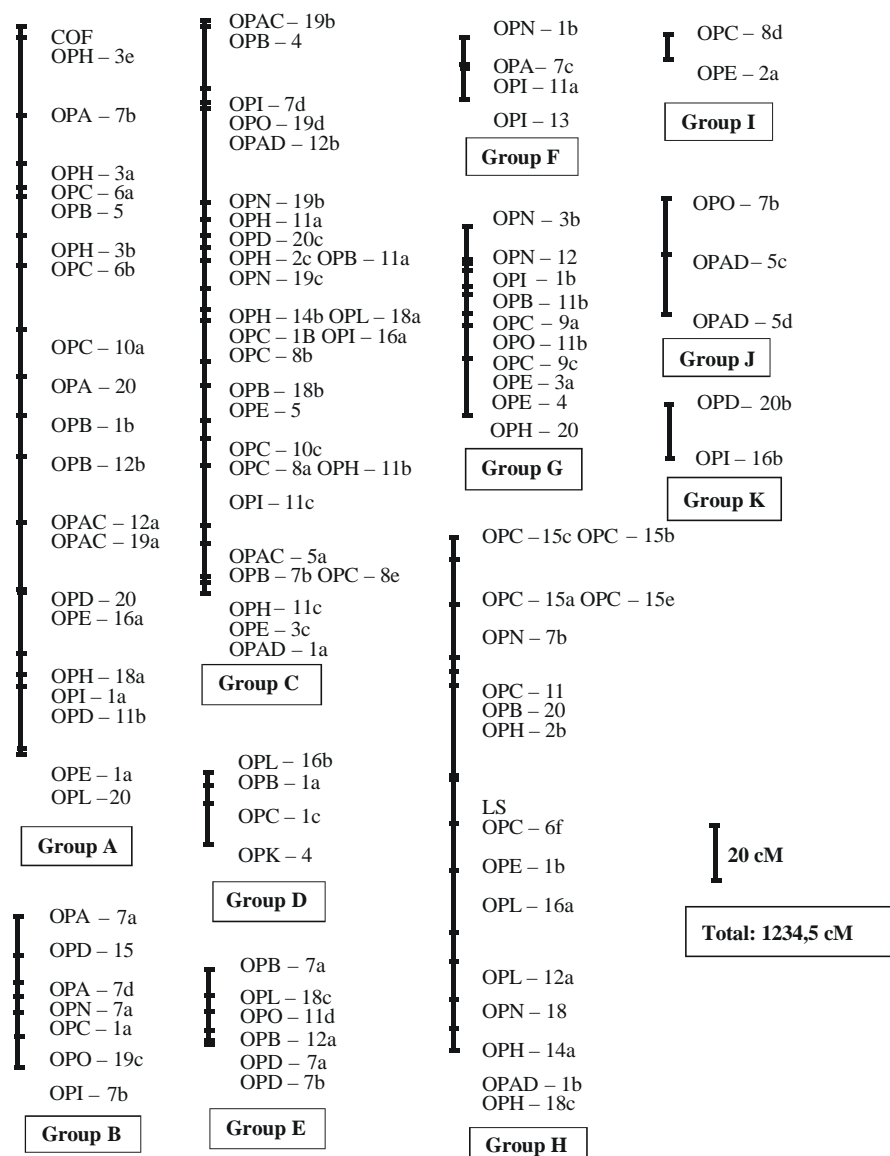 COF
OPH – 3e
OPA – 7b
OPH – 3a
OPC – 6a
OPB – 5
OPH – 3b
OPC – 6b
OPC – 10a
OPA – 20
OPB – 1b
OPB – 12b
OPAC – 12a
OPAC – 19a
OPD – 20
OPE – 16a
OPH – 18a
OPI – 1a
OPD – 11b
OPE – 1a
OPL –20
Group A
OPA – 7a
OPD – 15
OPA – 7d
OPN – 7a
OPC – 1a
OPO – 19c
OPI – 7b
Group B
OPAC – 19b
OPB – 4
OPI – 7d
OPO – 19d
OPAD – 12b
OPN – 19b
OPH – 11a
OPD – 20c
OPH – 2c OPB – 11a
OPN – 19c
OPH – 14b OPL – 18a
OPC – 1B OPI – 16a
OPC – 8b
OPB – 18b
OPE – 5
OPC – 10c
OPC – 8a OPH – 11b
OPI – 11c
OPAC – 5a
OPB – 7b OPC – 8e
OPH – 11c
OPE – 3c
OPAD – 1a
Group C
OPL – 16b
OPB – 1a
OPC – 1c
OPK – 4
Group D
OPB – 7a
OPL – 18c
OPO – 11d
OPB – 12a
OPD – 7a
OPD – 7b
Group E
OPN – 1b
OPA – 7c
OPI – 11a
OPI – 13
Group F
OPN – 3b
OPN – 12
OPI – 1b
OPB – 11b
OPC – 9a
OPO – 11b
OPC – 9c
OPE – 3a
OPE – 4
OPH – 20
Group G
OPC – 15c OPC – 15b
OPC – 15a OPC – 15e
OPN – 7b
OPC – 11
OPB – 20
OPH – 2b
LS
OPC – 6f
OPE – 1b
OPL – 16a
OPL – 12a
OPN – 18
OPH – 14a
OPAD – 1b
OPH – 18c
Group H
OPC – 8d
OPE – 2a
Group I
OPO – 7b
OPAD – 5c
OPAD – 5d
Group J
OPD – 20b
OPI – 16b
Group K
20 cM
Total: 1234,5 cM